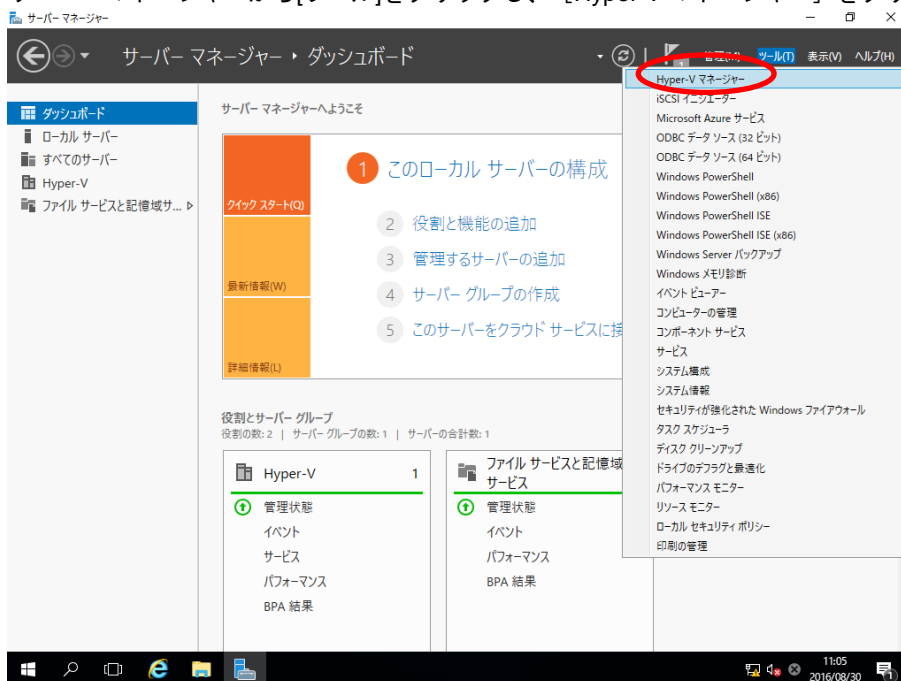 サーバー マネージャー
サーバー マネージャー・ダッシュボード
管理(M) ツール(T) 表示(V) ヘルプ(H)
1
ダッシュボード
ローカル サーバー
すべてのサーバー
Hyper-V
ファイル サービスと記憶域サ...
サーバー マネージャーへようこそ
クイック スタート(Q)
最新情報(W)
詳細情報(L)
1 このローカル サーバーの構成
2 役割と機能の追加
3 管理するサーバーの追加
4 サーバー グループの作成
5 このサーバーをクラウド サービスに接
役割とサーバー グループ
役割の数: 2 | サーバー グループの数: 1 | サーバーの合計数: 1
Hyper-V 1
管理状態
イベント
サービス
パフォーマンス
BPA 結果
ファイル サービスと記憶域
サービス
管理状態
イベント
パフォーマンス
BPA 結果
Hyper-V マネージャー
iSCSI イニシエーター
Microsoft Azure サービス
ODBC データ ソース (32 ビット)
ODBC データ ソース (64 ビット)
Windows PowerShell
Windows PowerShell (x86)
Windows PowerShell ISE
Windows PowerShell ISE (x86)
Windows Server バックアップ
Windows メモリ診断
イベント ビューアー
コンピューターの管理
コンポーネント サービス
サービス
システム構成
システム情報
セキュリティが強化された Windows ファイアウォール
タスク スケジューラ
ディスク クリーンアップ
ドライブのデフラグと最適化
パフォーマンス モニター
リソース モニター
ローカル セキュリティ ポリシー
印刷の管理
11:05
2016/08/30
1